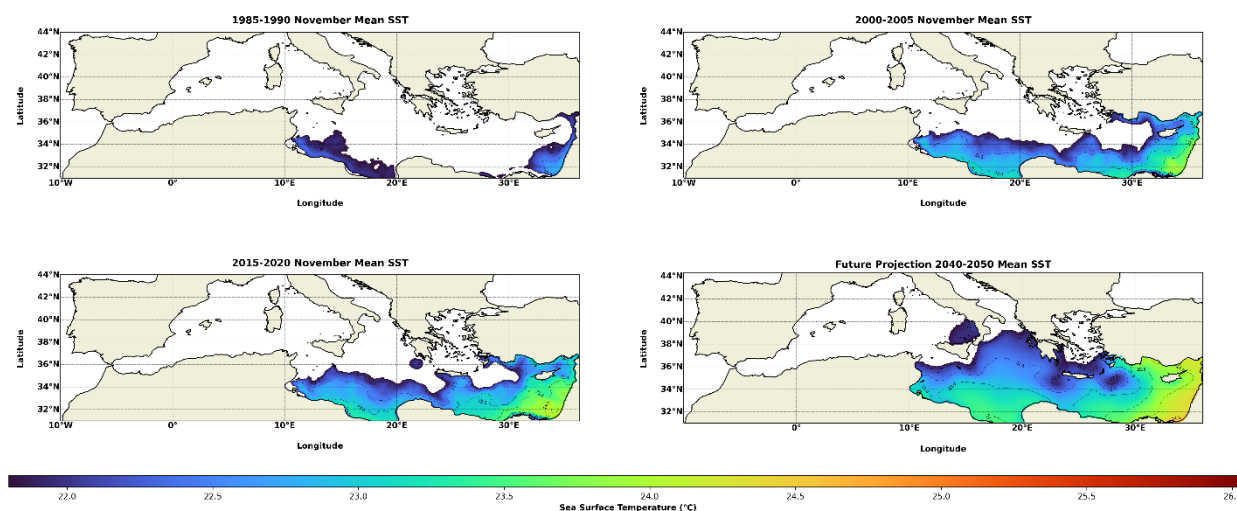 1985-1990 November Mean SST
44°N
42°N
40°N
38°N
36°N
34°N
32°N
Latitude
10°W
0°
10°E
20°E
30°E
Longitude
2000-2005 November Mean SST
44°N
42°N
40°N
38°N
36°N
34°N
32°N
Latitude
10°W
0°
10°E
20°E
30°E
Longitude
2015-2020 November Mean SST
44°N
42°N
40°N
38°N
36°N
34°N
32°N
Latitude
10°W
0°
10°E
20°E
30°E
Longitude
Future Projection 2040-2050 Mean SST
44°N
42°N
40°N
38°N
36°N
34°N
32°N
Latitude
0°
10°E
20°E
30°E
Longitude
22.0 22.5 23.0 23.5 24.0 24.5 25.0 25.5 26.
Sea Surface Temperature (°C)